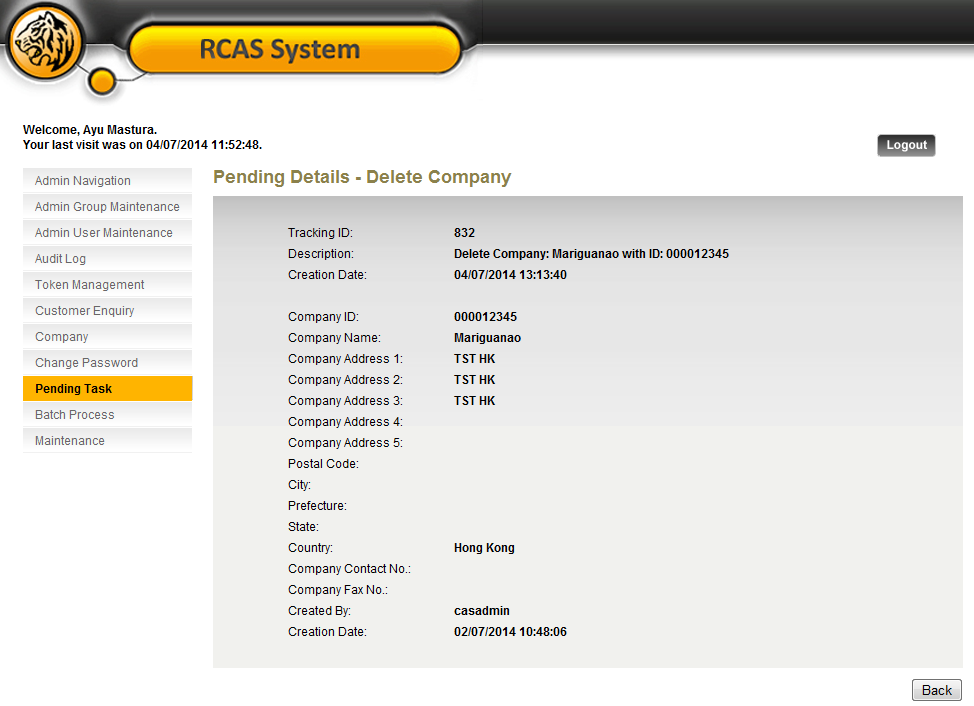 RCAS System
Welcome, Ayu Mastura.
Your last visit was on 04/07/2014 11:52:48.
Logout
Admin Navigation
Admin Group Maintenance
Admin User Maintenance
Audit Log
Token Management
Customer Enquiry
Company
Change Password
Pending Task
Batch Process
Maintenance
Pending Details - Delete Company
Tracking ID: 832
Description: Delete Company: Mariguanao with ID: 000012345
Creation Date: 04/07/2014 13:13:40
Company ID: 000012345
Company Name: Mariguanao
Company Address 1: TST HK
Company Address 2: TST HK
Company Address 3: TST HK
Company Address 4:
Company Address 5:
Postal Code:
City:
Prefecture:
State:
Country: Hong Kong
Company Contact No.:
Company Fax No.:
Created By: casadmin
Creation Date: 02/07/2014 10:48:06
Back